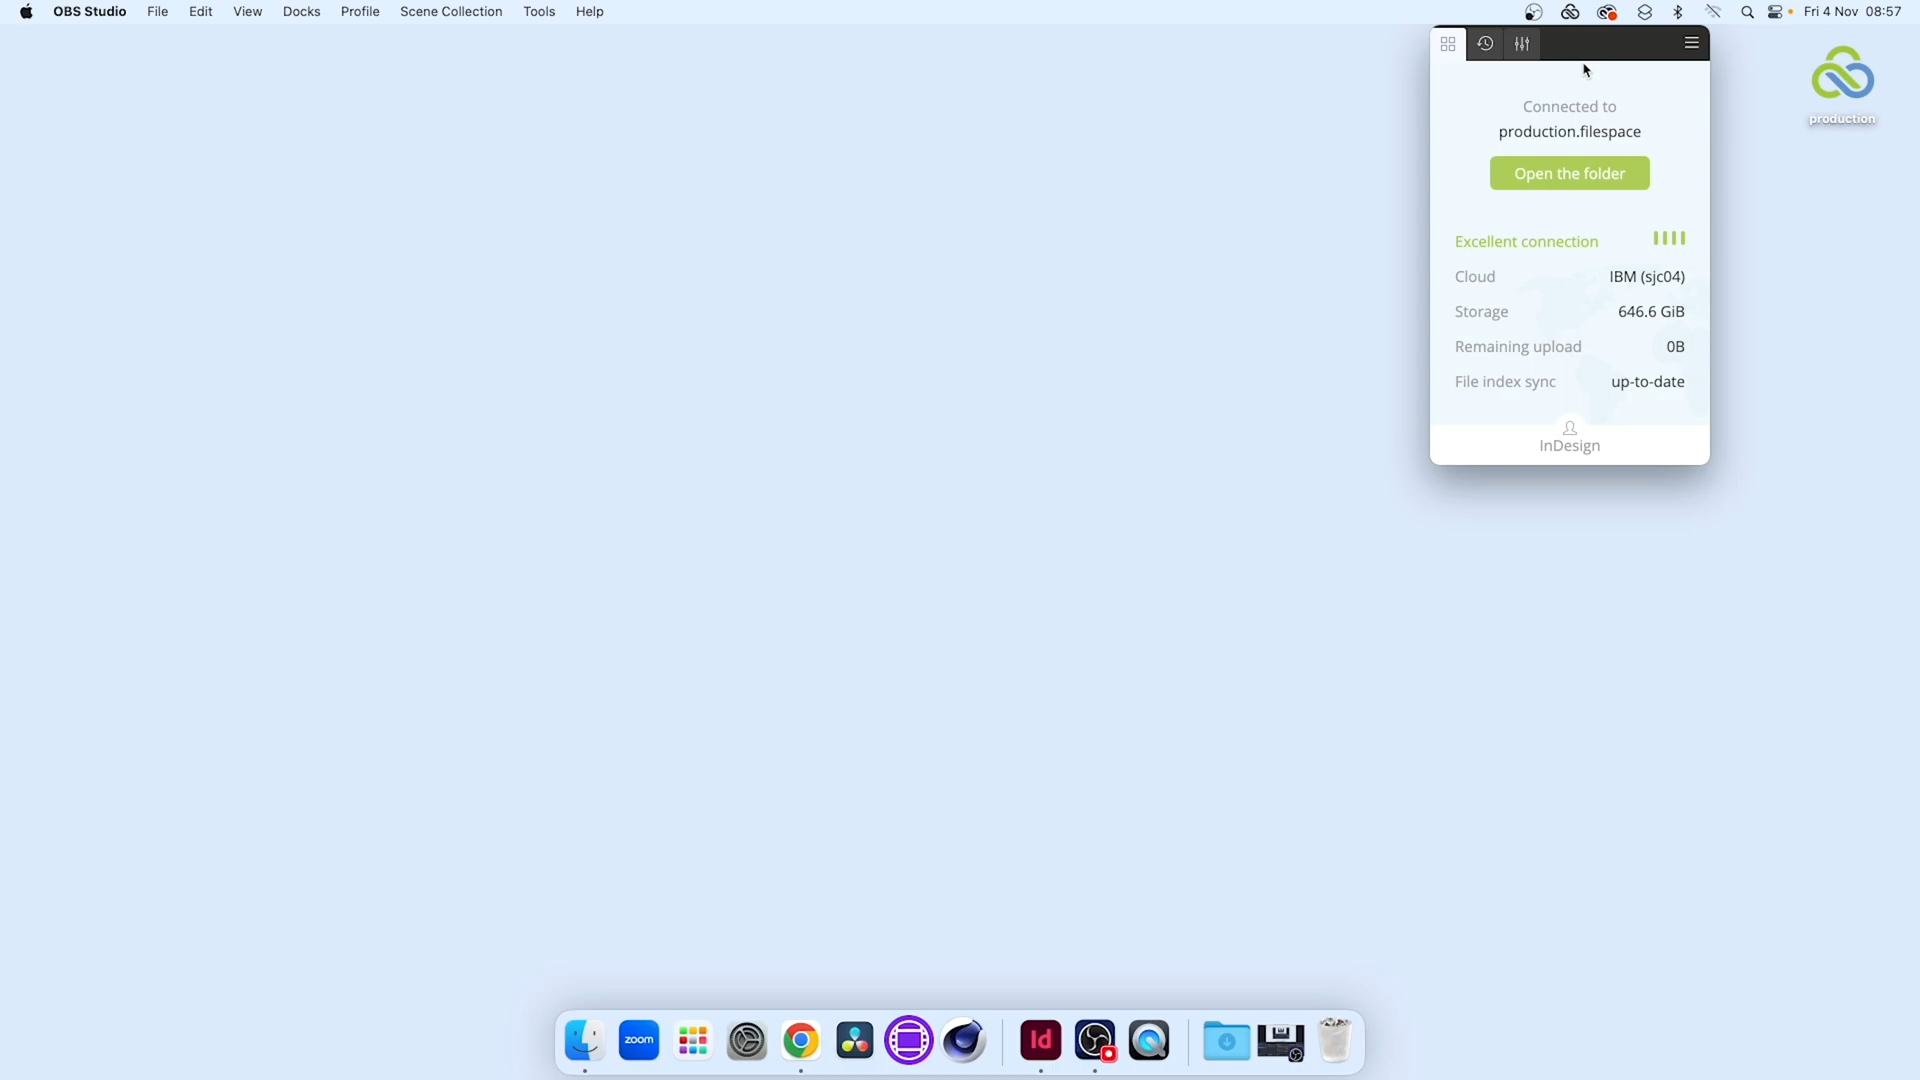 OBS Studio File Edit View Docks Profile Scene Collection Tools Help Fri 4 Nov 08:57
Connected to
production.filespace
Open the folder
Excellent connection
Cloud IBM (sjc04)
Storage 646.6 GiB
Remaining upload 0B
File index sync up-to-date
InDesign
production
zoom
Id